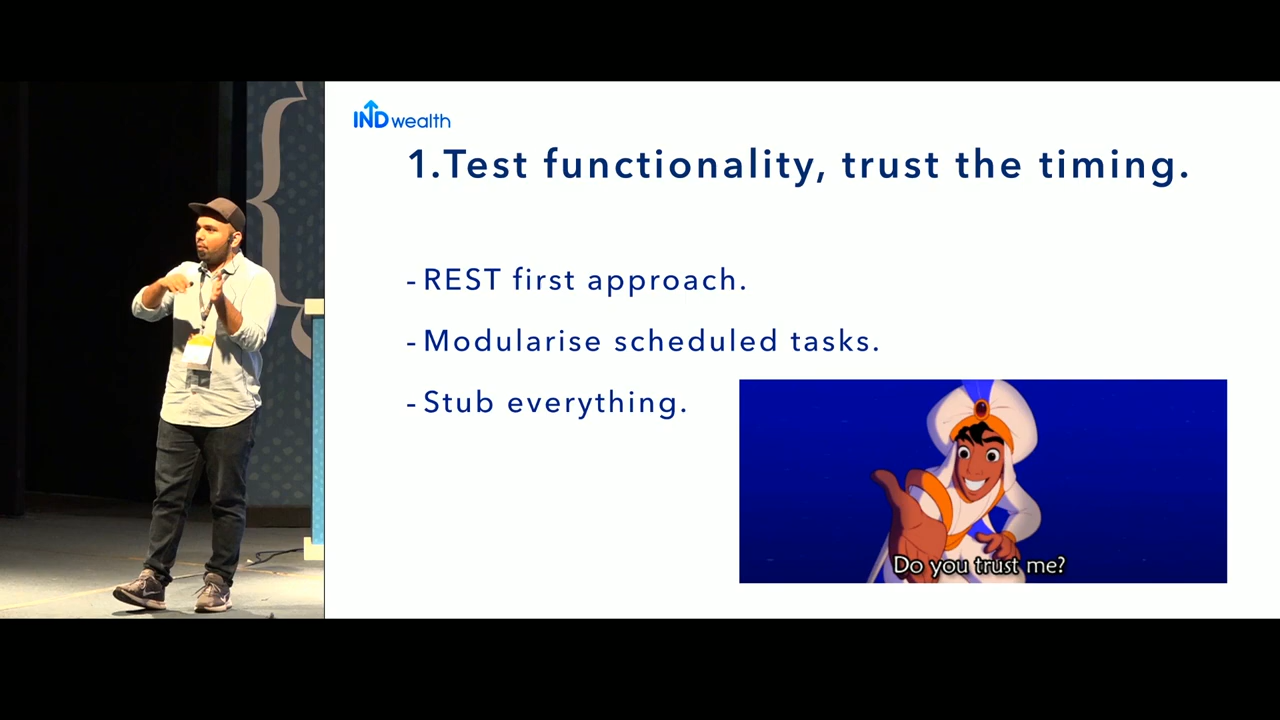 INDwealth
1.Test functionality, trust the timing.
- REST first approach.
- Modularise scheduled tasks.
- Stub everything.
Do you trust me?